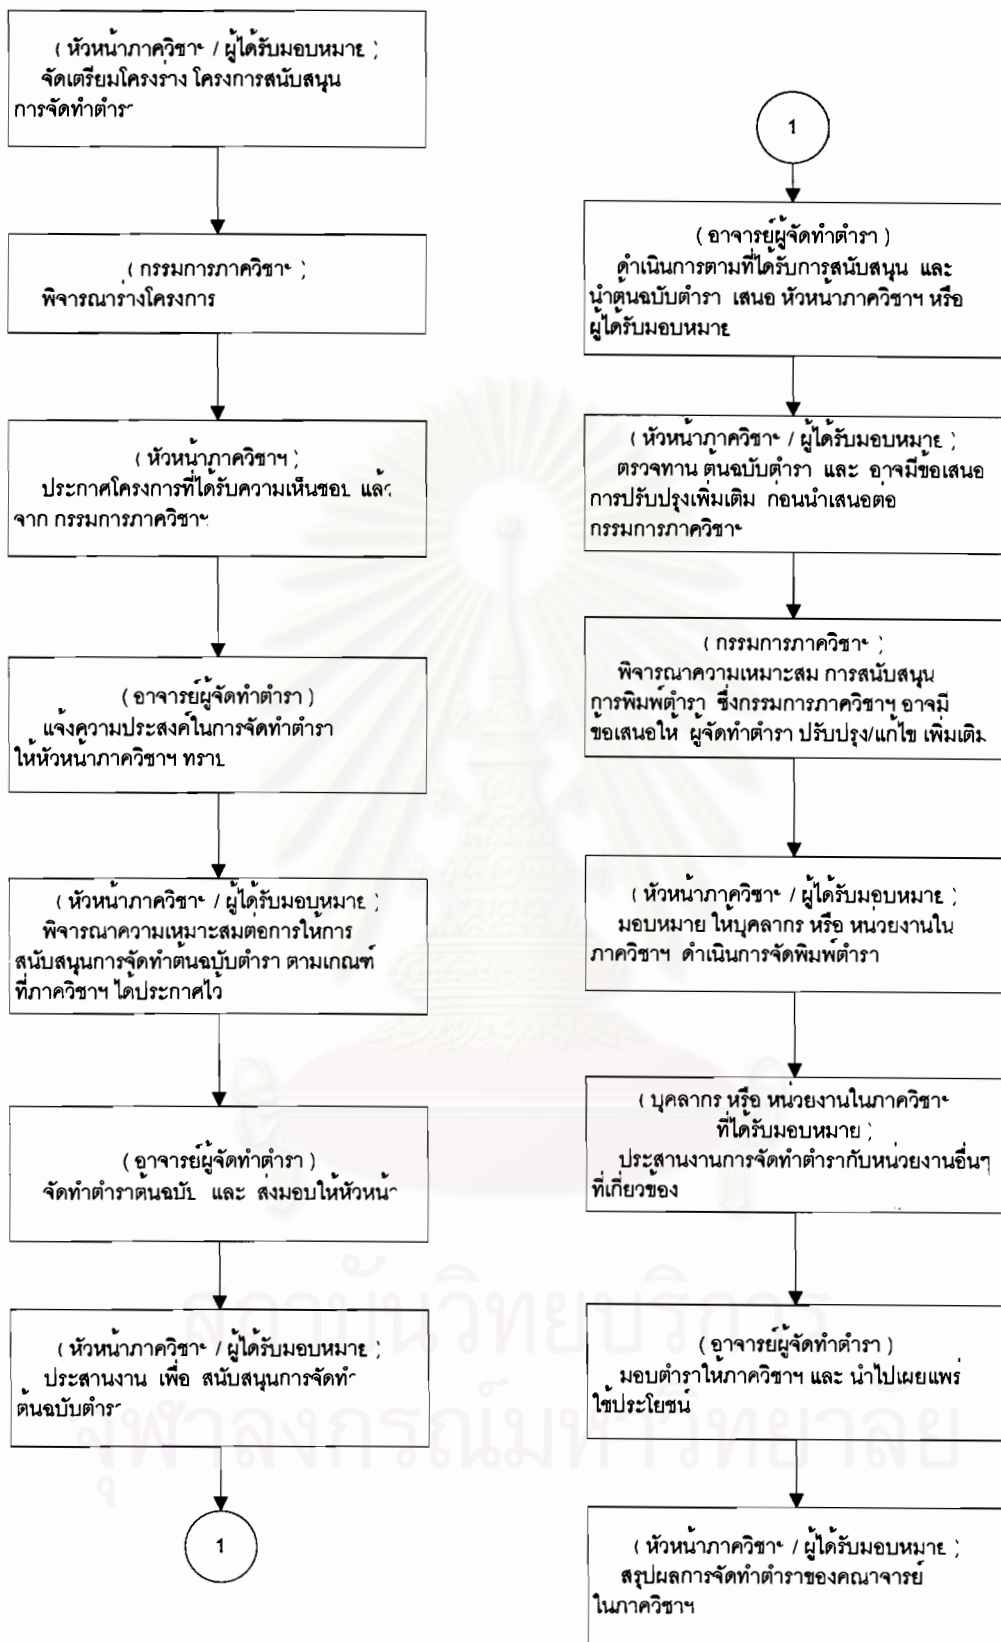 ( หัวหน้าภาควิชาฯ / ผู้ได้รับมอบหมาย )
จัดเตรียมโครงร่าง โครงการสนับสนุน
การจัดทำตำรา
( กรรมการภาควิชาฯ )
พิจารณาร่างโครงการ
( หัวหน้าภาควิชาฯ )
ประกาศโครงการที่ได้รับความเห็นชอบ แล้ว
จาก กรรมการภาควิชาฯ
( อาจารย์ผู้จัดทำตำรา )
แจ้งความประสงค์ในการจัดทำตำรา
ให้หัวหน้าภาควิชาฯ ทราบ
( หัวหน้าภาควิชาฯ / ผู้ได้รับมอบหมาย )
พิจารณาความเหมาะสมต่อการให้การ
สนับสนุนการจัดทำต้นฉบับตำรา ตามเกณฑ์
ที่ภาควิชาฯ ได้ประกาศไว้
( อาจารย์ผู้จัดทำตำรา )
จัดทำตำราต้นฉบับ และ ส่งมอบให้หัวหน้า
( หัวหน้าภาควิชาฯ / ผู้ได้รับมอบหมาย )
ประสานงาน เพื่อ สนับสนุนการจัดทำ
ต้นฉบับตำรา
1
1
( อาจารย์ผู้จัดทำตำรา )
ดำเนินการตามที่ได้รับการสนับสนุน และ
นำต้นฉบับตำรา เสนอ หัวหน้าภาควิชาฯ หรือ
ผู้ได้รับมอบหมาย
( หัวหน้าภาควิชาฯ / ผู้ได้รับมอบหมาย )
ตรวจทาน ต้นฉบับตำรา และ อาจมีข้อเสนอ
การปรับปรุงเพิ่มเติม ก่อนนำเสนอต่อ
กรรมการภาควิชาฯ
( กรรมการภาควิชาฯ )
พิจารณาความเหมาะสม การสนับสนุน
การพิมพ์ตำรา ซึ่งกรรมการภาควิชาฯ อาจมี
ข้อเสนอให้ ผู้จัดทำตำรา ปรับปรุง/แก้ไข เพิ่มเติม
( หัวหน้าภาควิชาฯ / ผู้ได้รับมอบหมาย )
มอบหมาย ให้บุคลากร หรือ หน่วยงานใน
ภาควิชาฯ ดำเนินการจัดพิมพ์ตำรา
( บุคลากร หรือ หน่วยงานในภาควิชาฯ
ที่ได้รับมอบหมาย )
ประสานงานการจัดทำตำรากับหน่วยงานอื่นๆ
ที่เกี่ยวข้อง
( อาจารย์ผู้จัดทำตำรา )
มอบตำราให้ภาควิชาฯ และ นำไปเผยแพร่
ใช้ประโยชน์
( หัวหน้าภาควิชาฯ / ผู้ได้รับมอบหมาย )
สรุปผลการจัดทำตำราของคณาจารย์
ในภาควิชาฯ
สถาบันวิทยบริการ
จุฬาลงกรณ์มหาวิทยาลัย